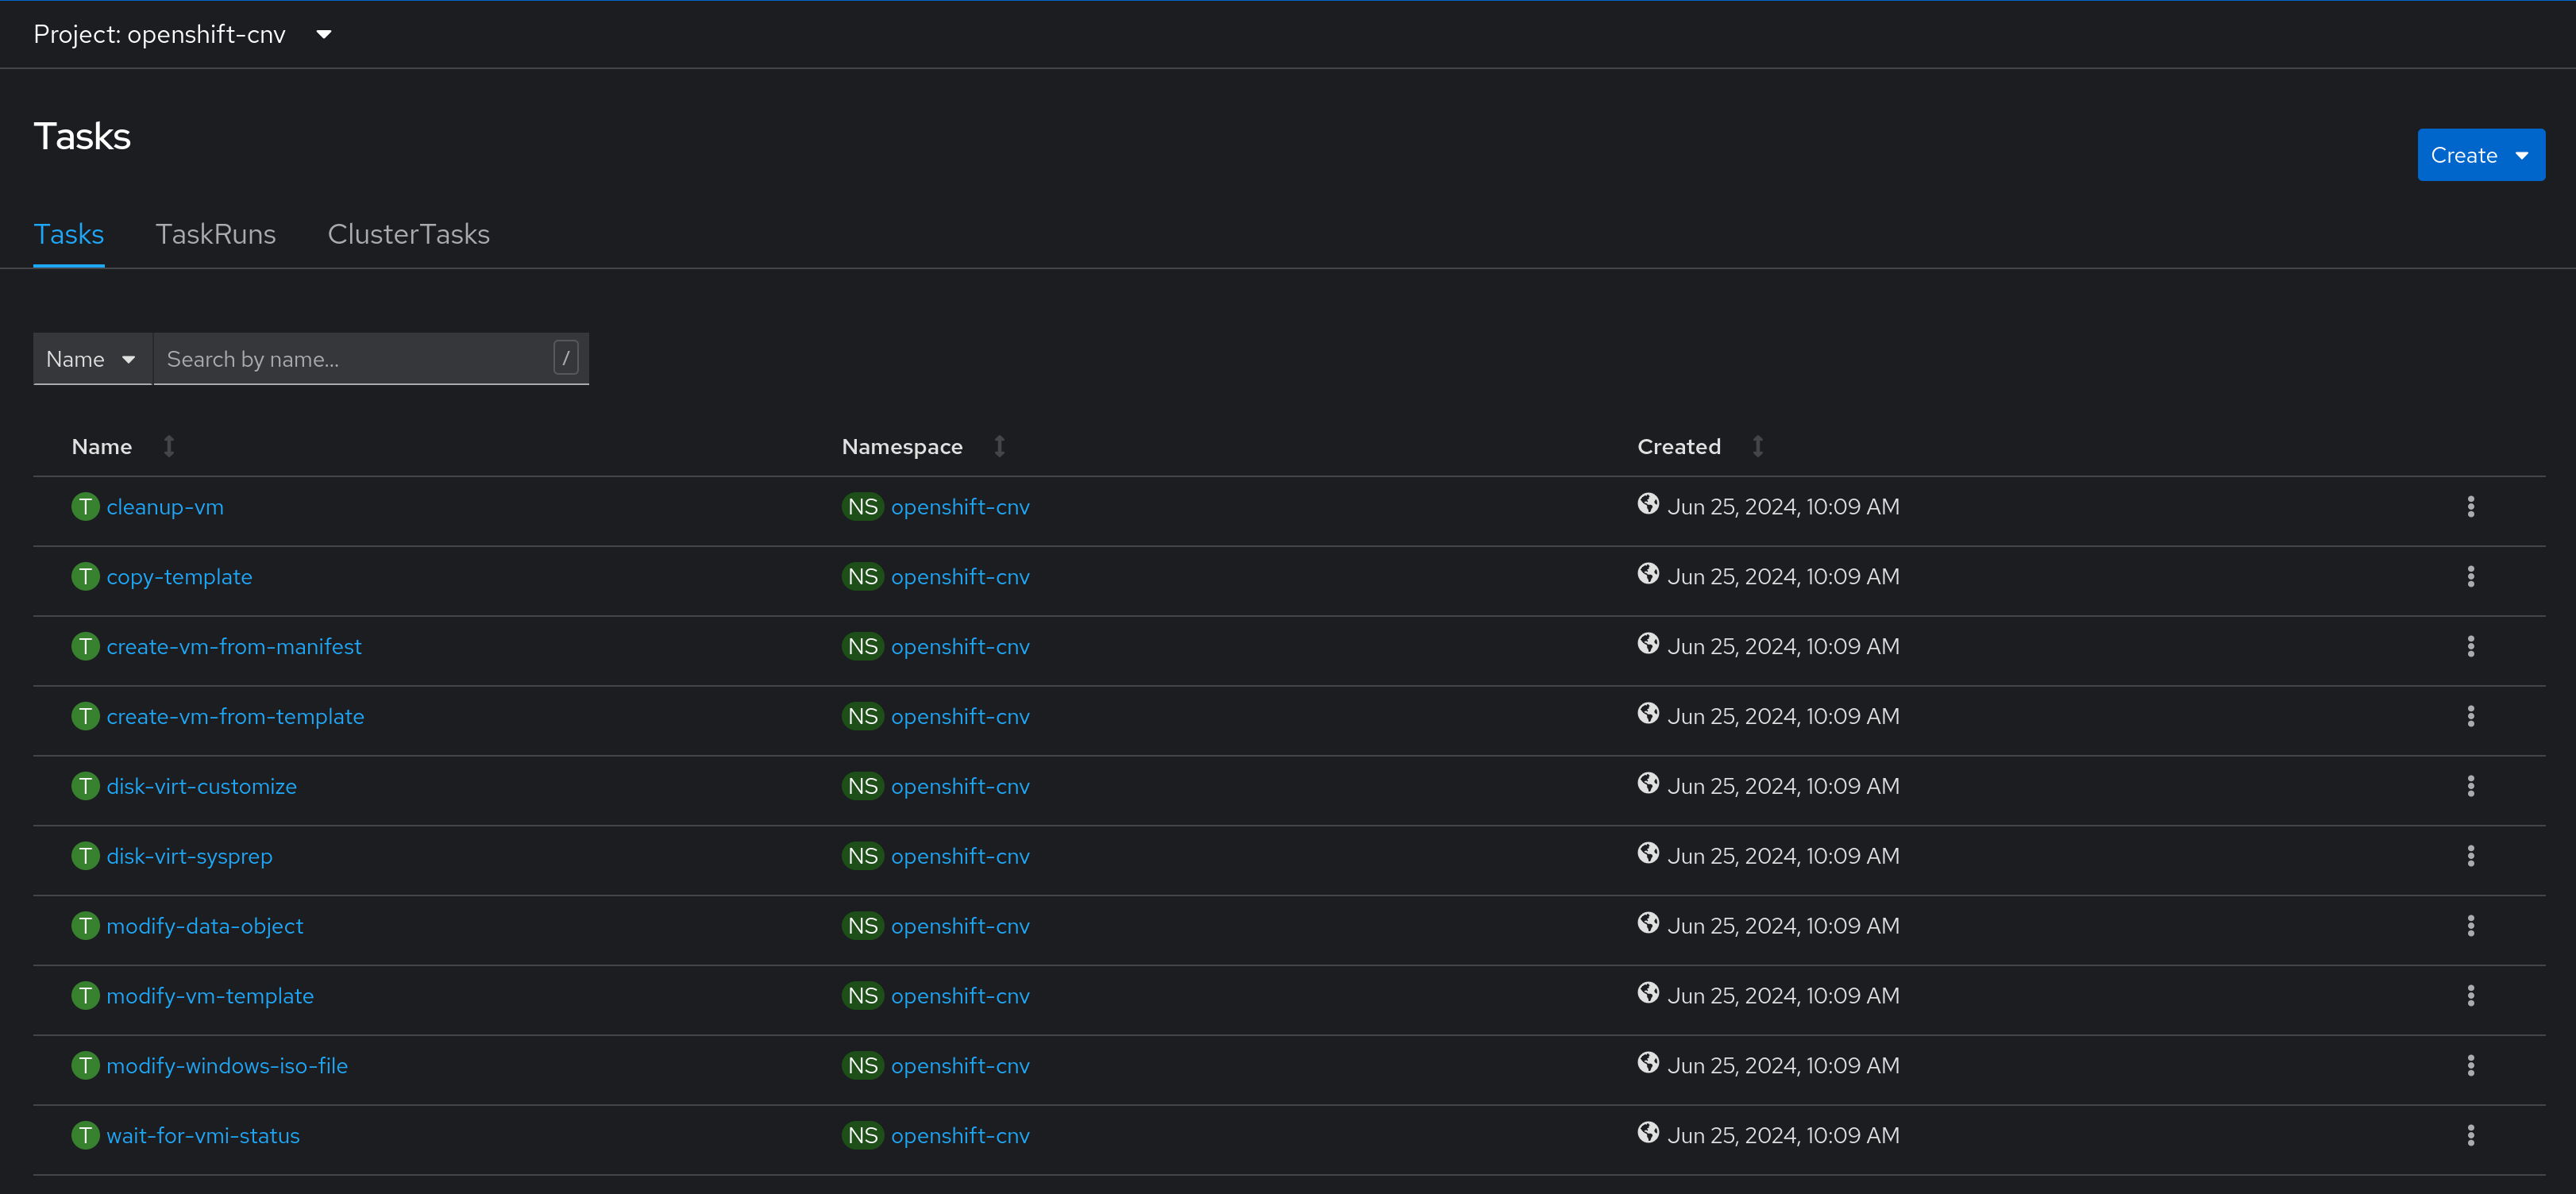 Project: openshift-cnv
Tasks
Create
Tasks TaskRuns ClusterTasks
Name Search by name... /
Name Namespace Created
T cleanup-vm NS openshift-cnv Jun 25, 2024, 10:09 AM
T copy-template NS openshift-cnv Jun 25, 2024, 10:09 AM
T create-vm-from-manifest NS openshift-cnv Jun 25, 2024, 10:09 AM
T create-vm-from-template NS openshift-cnv Jun 25, 2024, 10:09 AM
T disk-virt-customize NS openshift-cnv Jun 25, 2024, 10:09 AM
T disk-virt-sysprep NS openshift-cnv Jun 25, 2024, 10:09 AM
T modify-data-object NS openshift-cnv Jun 25, 2024, 10:09 AM
T modify-vm-template NS openshift-cnv Jun 25, 2024, 10:09 AM
T modify-windows-iso-file NS openshift-cnv Jun 25, 2024, 10:09 AM
T wait-for-vmi-status NS openshift-cnv Jun 25, 2024, 10:09 AM